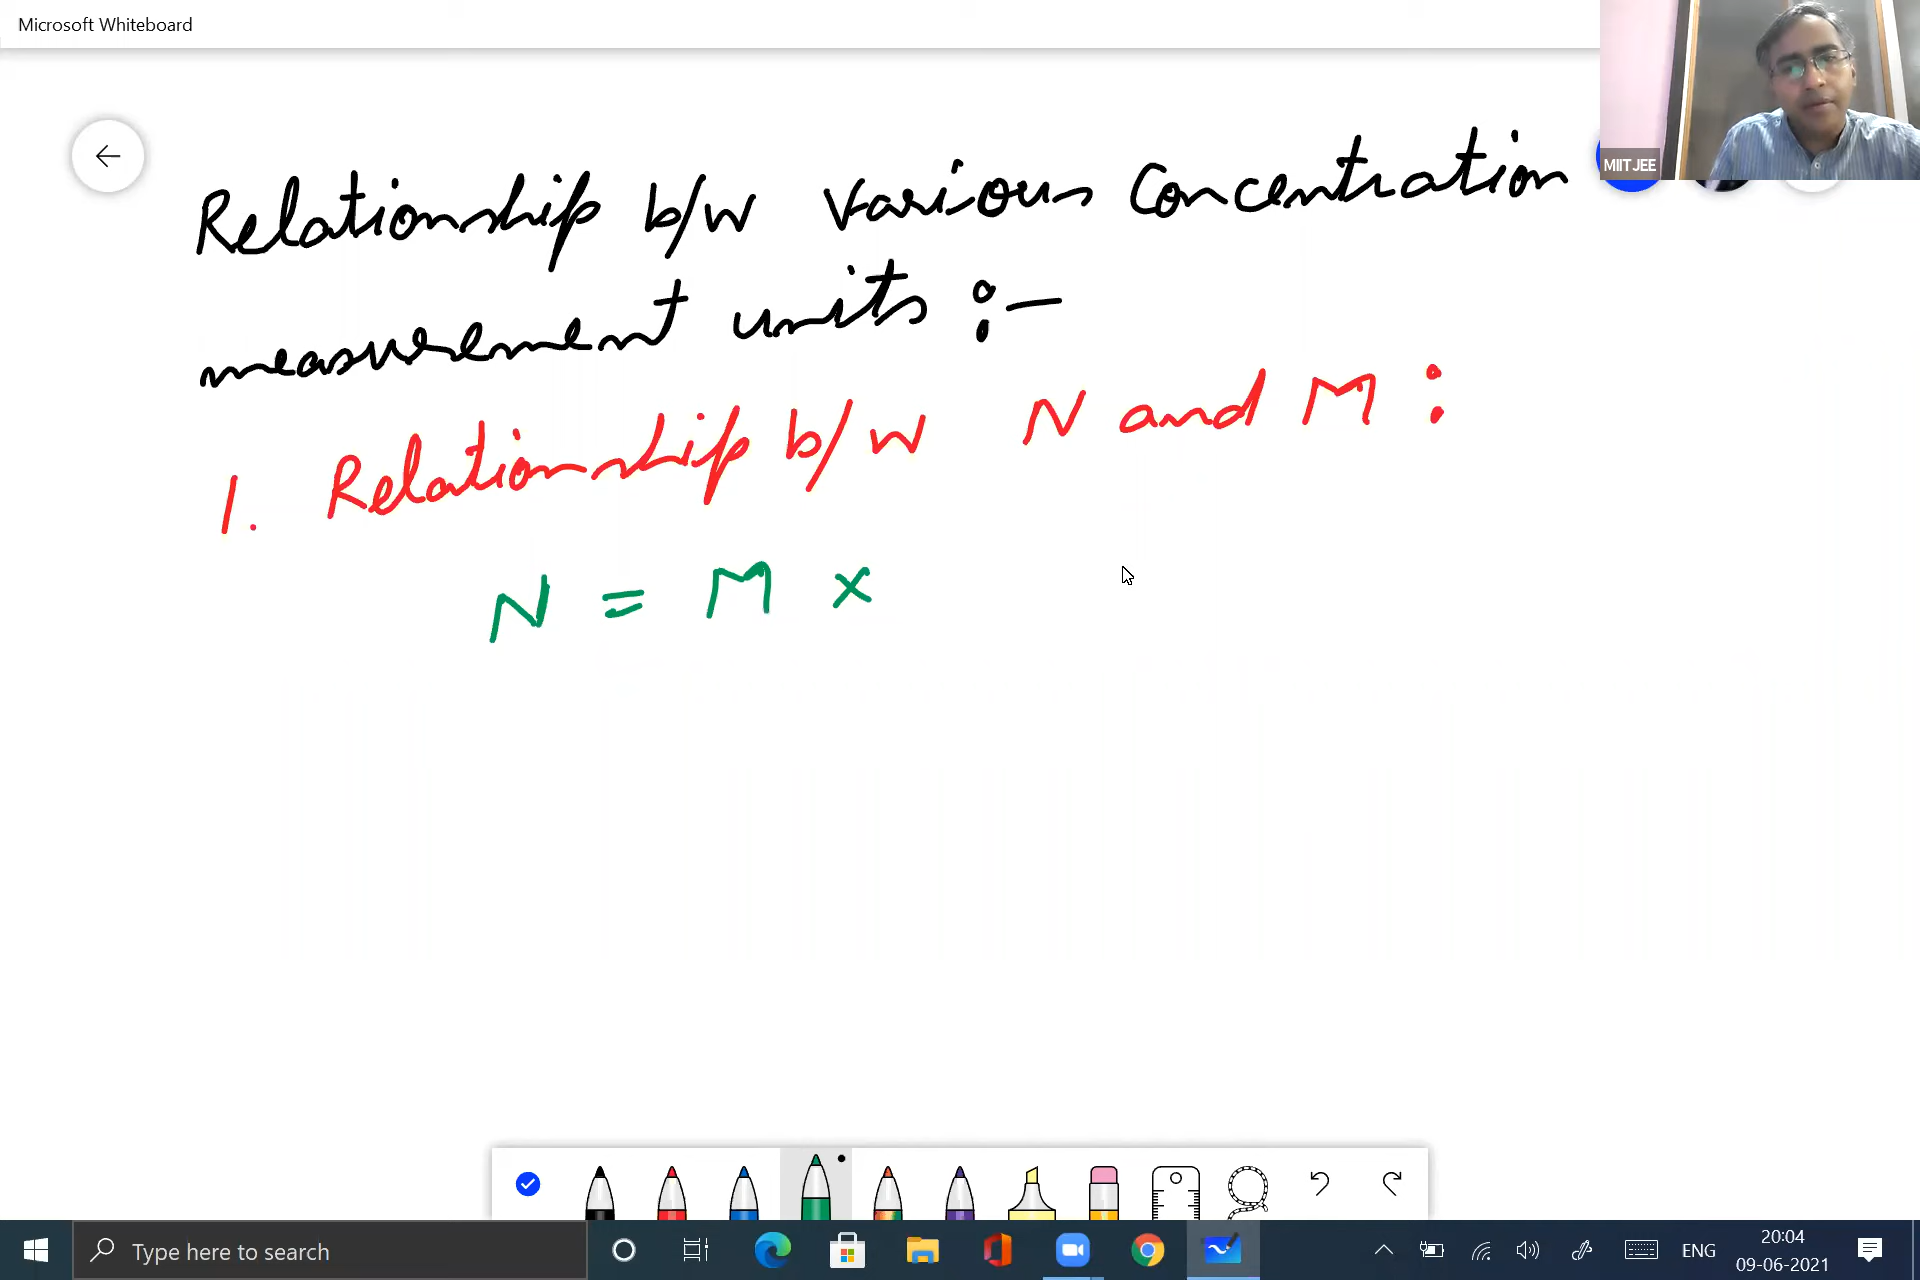 Microsoft Whiteboard
MIIT JEE
Relationship b/w various concentration
measurement units :-
1. Relationship b/w N and M :
N = M ×
Type here to search
ENG
20:04
09-06-2021